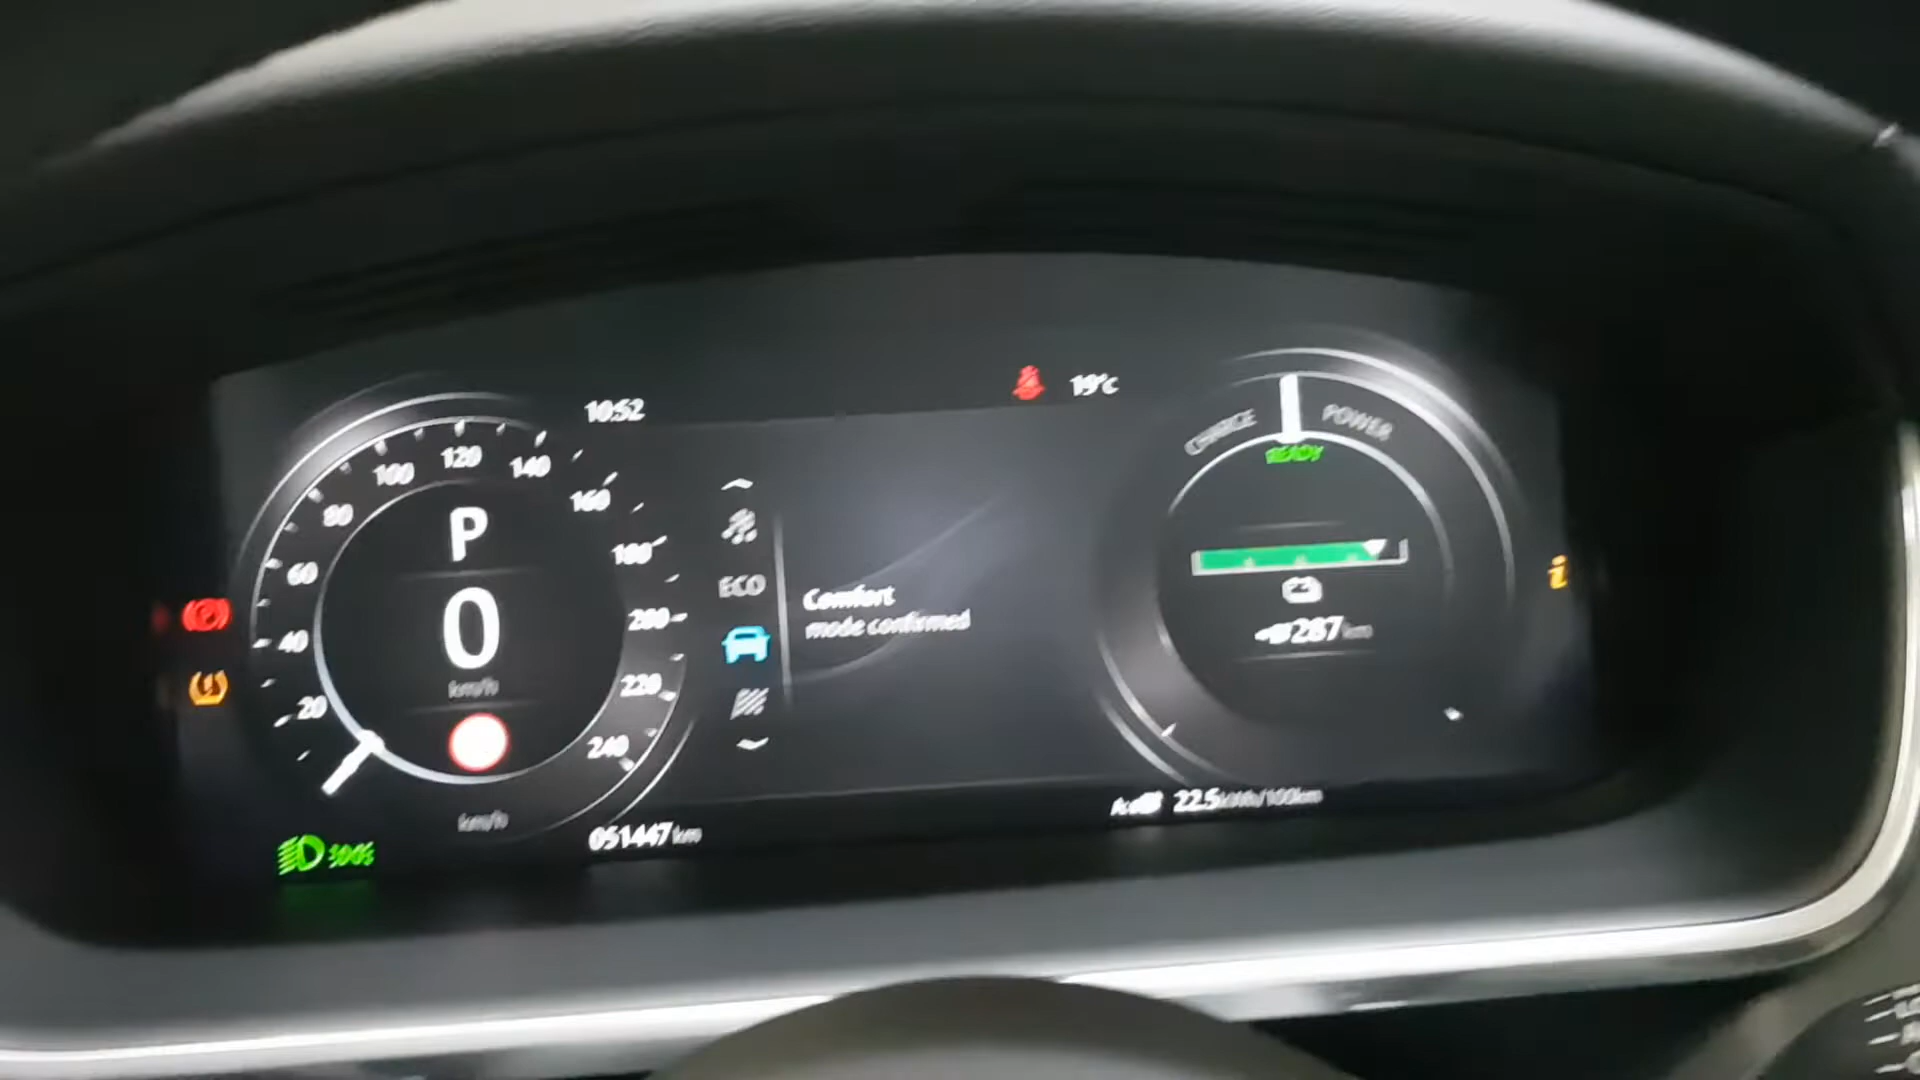 10:52
19°c
CHARGE
POWER
READY
20
40
60
80
100
120
140
160
180
200
220
240
P
0
km/h
km/h
ECO
Comfort
mode confirmed
287 km
051447 km
22.5 kWh/100km
i